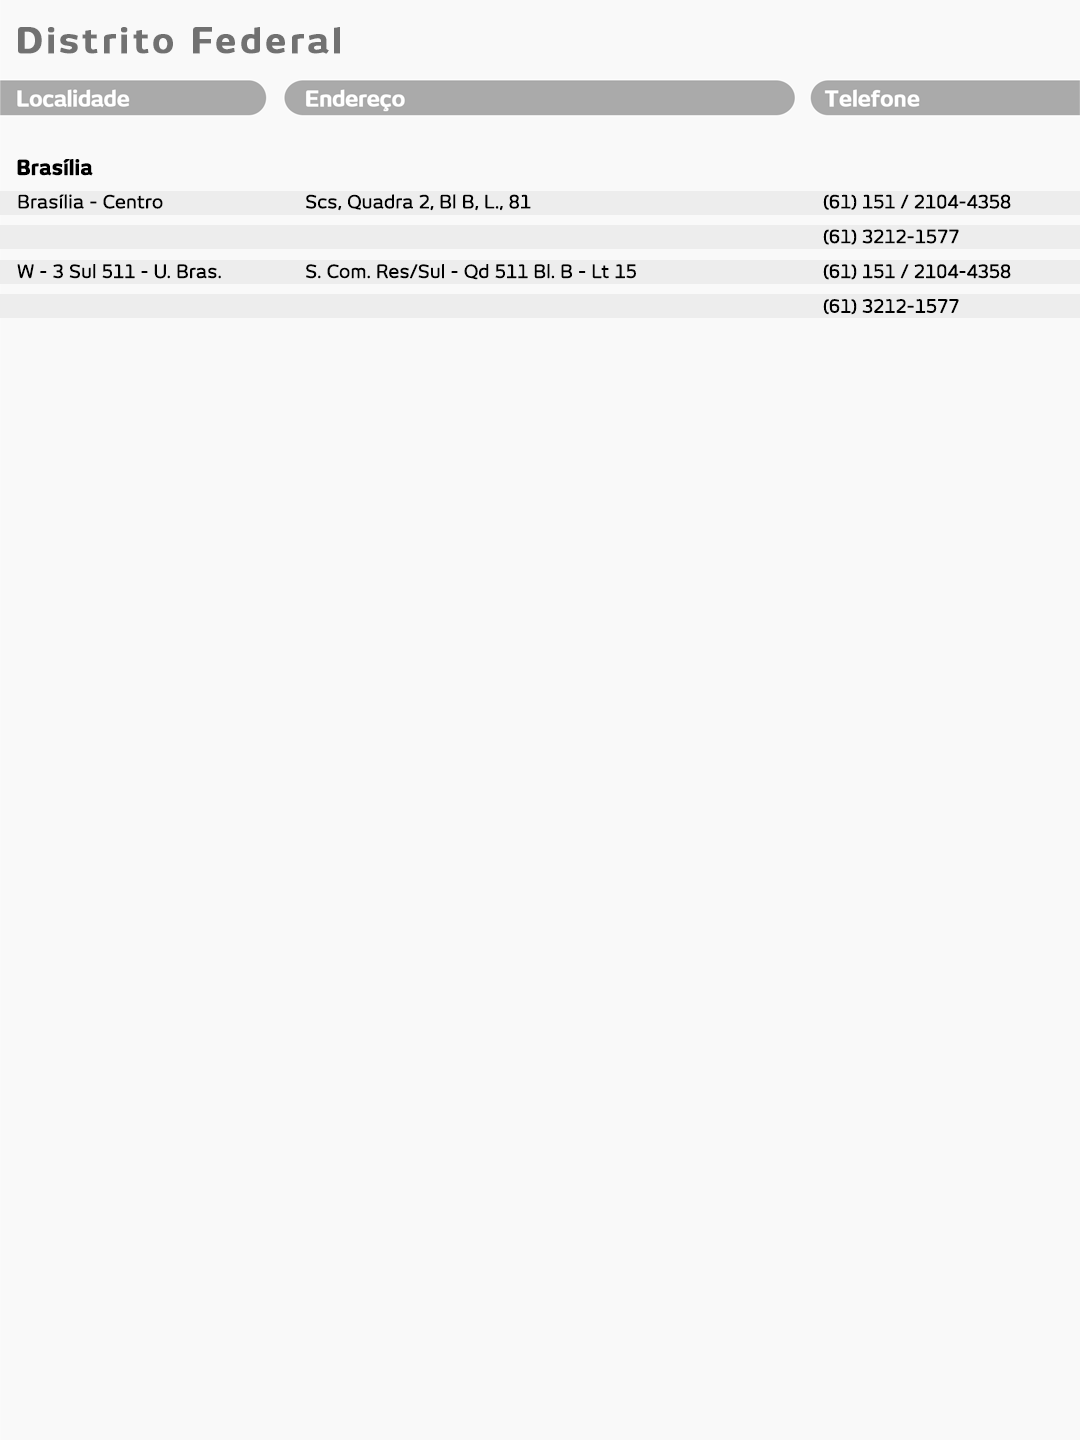 Distrito Federal
Localidade Endereço Telefone
Brasília
Brasília - Centro Scs, Quadra 2, Bl B, L., 81 (61) 151 / 2104-4358
(61) 3212-1577
W - 3 Sul 511 - U. Bras. S. Com. Res/Sul - Qd 511 Bl. B - Lt 15 (61) 151 / 2104-4358
(61) 3212-1577